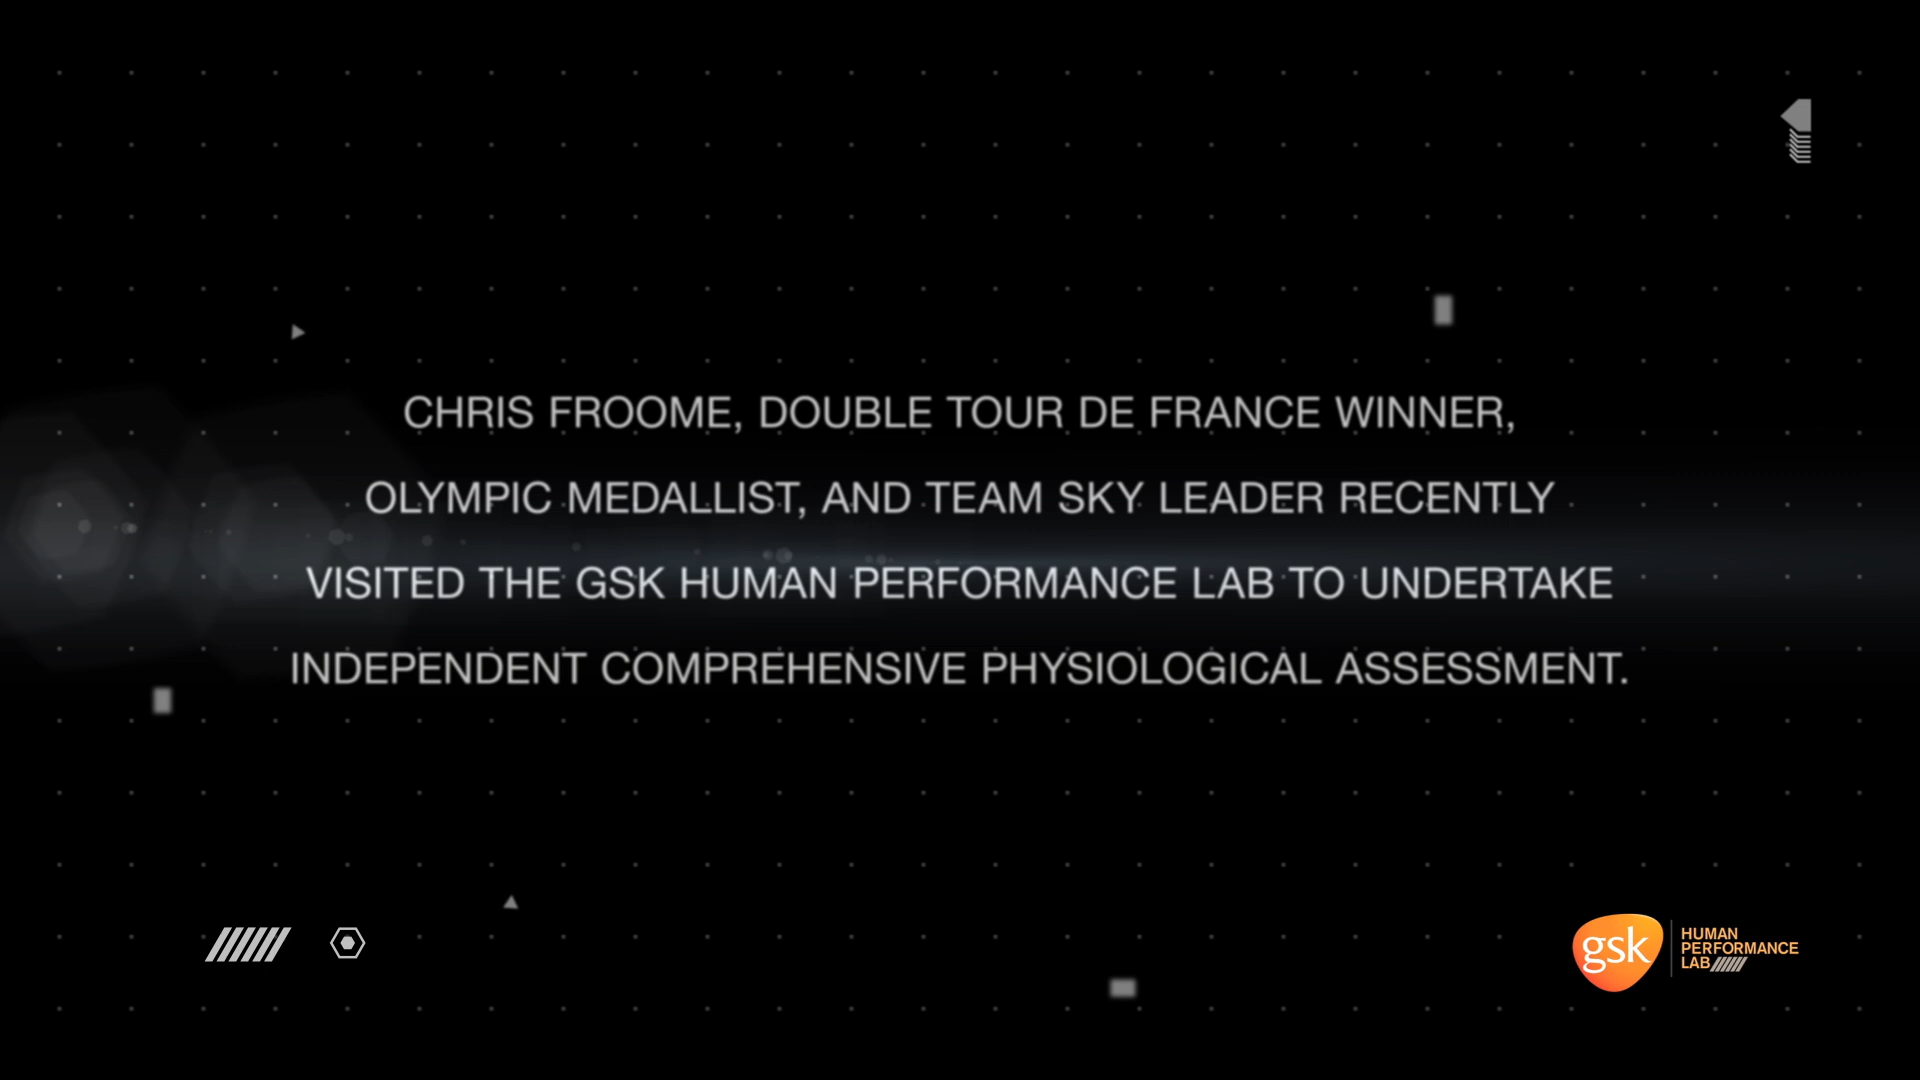 CHRIS FROOME, DOUBLE TOUR DE FRANCE WINNER,
OLYMPIC MEDALLIST, AND TEAM SKY LEADER RECENTLY
VISITED THE GSK HUMAN PERFORMANCE LAB TO UNDERTAKE
INDEPENDENT COMPREHENSIVE PHYSIOLOGICAL ASSESSMENT.
gsk
HUMAN
PERFORMANCE
LAB